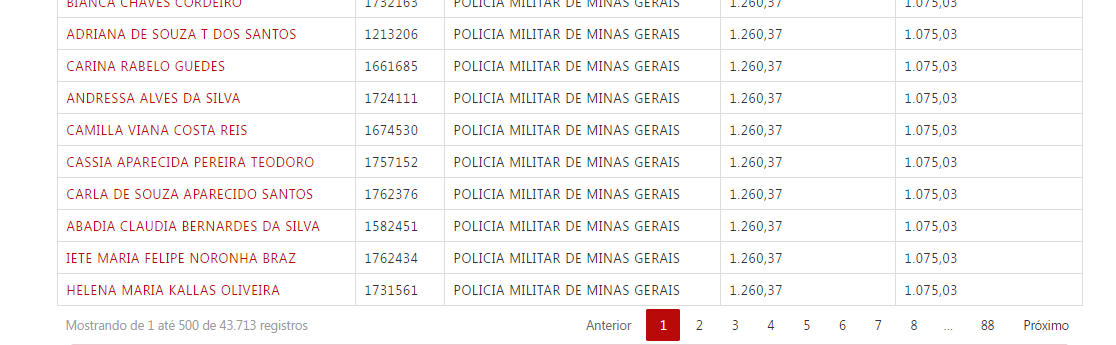 BIANCA CHAVES CORDEIRO 1732163 POLICIA MILITAR DE MINAS GERAIS 1.260,37 1.075,03
ADRIANA DE SOUZA T DOS SANTOS 1213206 POLICIA MILITAR DE MINAS GERAIS 1.260,37 1.075,03
CARINA RABELO GUEDES 1661685 POLICIA MILITAR DE MINAS GERAIS 1.260,37 1.075,03
ANDRESSA ALVES DA SILVA 1724111 POLICIA MILITAR DE MINAS GERAIS 1.260,37 1.075,03
CAMILLA VIANA COSTA REIS 1674530 POLICIA MILITAR DE MINAS GERAIS 1.260,37 1.075,03
CASSIA APARECIDA PEREIRA TEODORO 1757152 POLICIA MILITAR DE MINAS GERAIS 1.260,37 1.075,03
CARLA DE SOUZA APARECIDO SANTOS 1762376 POLICIA MILITAR DE MINAS GERAIS 1.260,37 1.075,03
ABADIA CLAUDIA BERNARDES DA SILVA 1582451 POLICIA MILITAR DE MINAS GERAIS 1.260,37 1.075,03
IETE MARIA FELIPE NORONHA BRAZ 1762434 POLICIA MILITAR DE MINAS GERAIS 1.260,37 1.075,03
HELENA MARIA KALLAS OLIVEIRA 1731561 POLICIA MILITAR DE MINAS GERAIS 1.260,37 1.075,03
Mostrando de 1 até 500 de 43.713 registros Anterior 1 2 3 4 5 6 7 8 ... 88 Próximo